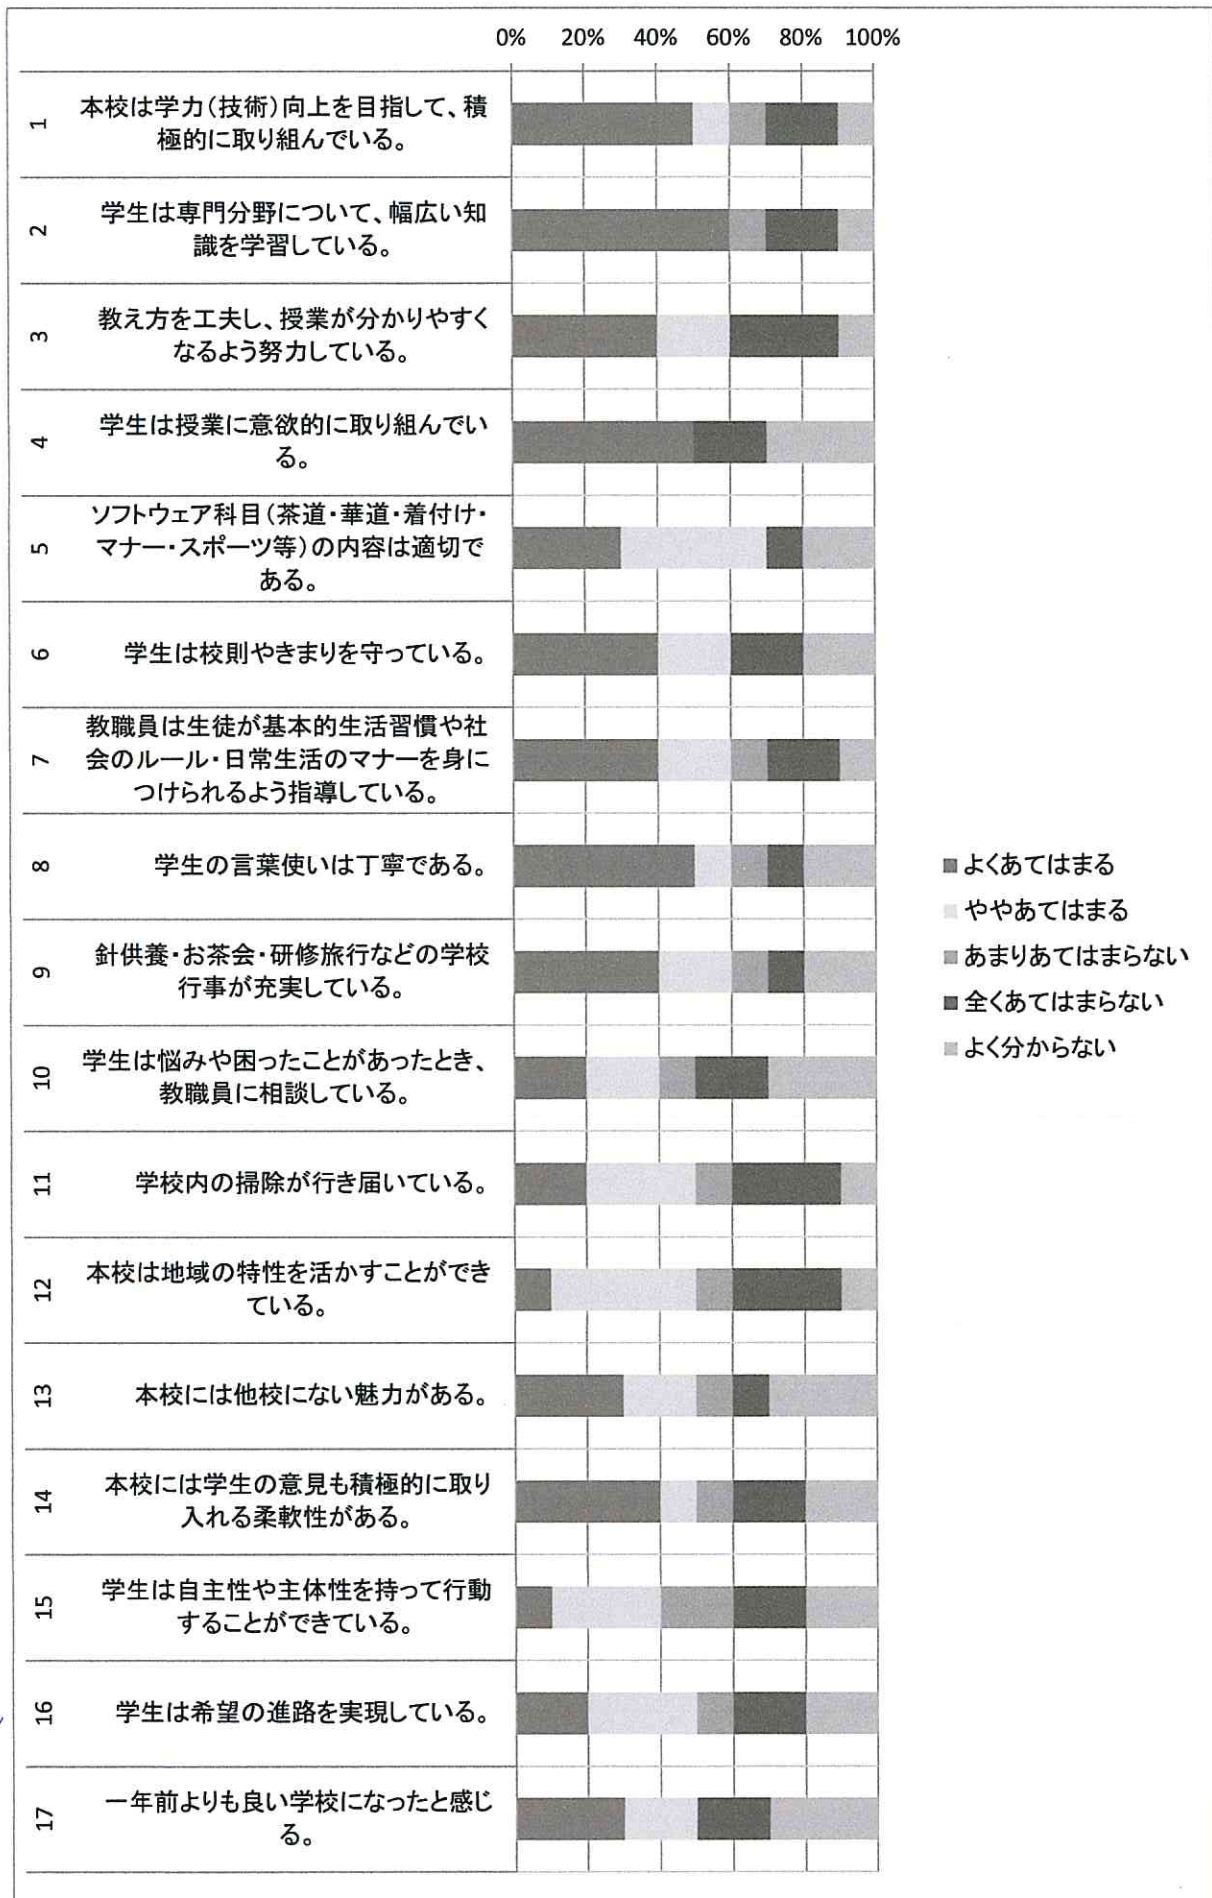 0% 20% 40% 60% 80% 100%
1
本校は学力(技術)向上を目指して、積
極的に取り組んでいる。
2
学生は専門分野について、幅広い知
識を学習している。
3
教え方を工夫し、授業が分かりやすく
なるよう努力している。
4
学生は授業に意欲的に取り組んでい
る。
5
ソフトウェア科目(茶道・華道・着付け・
マナー・スポーツ等)の内容は適切で
ある。
6
学生は校則やきまりを守っている。
7
教職員は生徒が基本的生活習慣や社
会のルール・日常生活のマナーを身に
つけられるよう指導している。
8
学生の言葉使いは丁寧である。
9
針供養・お茶会・研修旅行などの学校
行事が充実している。
10
学生は悩みや困ったことがあったとき、
教職員に相談している。
11
学校内の掃除が行き届いている。
12
本校は地域の特性を活かすことができ
ている。
13
本校には他校にない魅力がある。
14
本校には学生の意見も積極的に取り
入れる柔軟性がある。
15
学生は自主性や主体性を持って行動
することができている。
16
学生は希望の進路を実現している。
17
一年前よりも良い学校になったと感じ
る。
よくあてはまる
ややあてはまる
あまりあてはまらない
全くあてはまらない
よく分からない